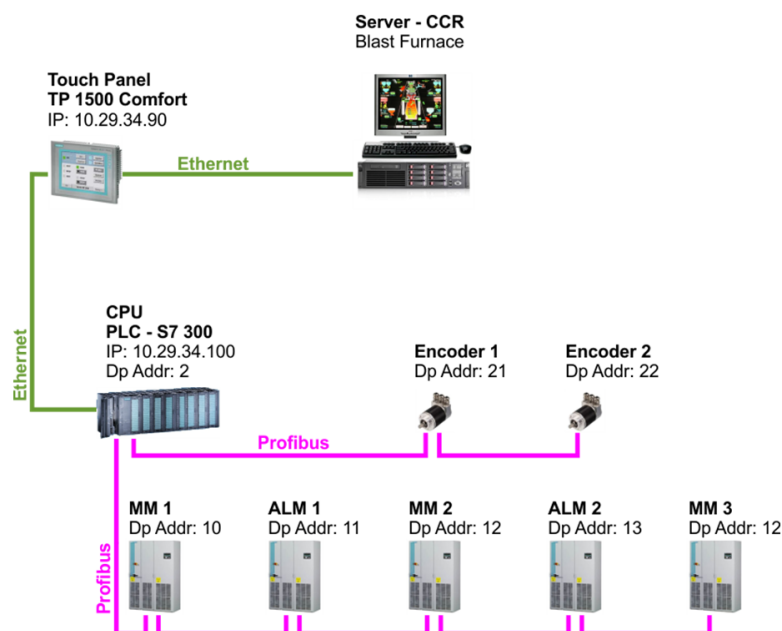 Server - CCR
Blast Furnace
Touch Panel
TP 1500 Comfort
IP: 10.29.34.90
Ethernet
Ethernet
CPU
PLC - S7 300
IP: 10.29.34.100
Dp Addr: 2
Encoder 1
Dp Addr: 21
Encoder 2
Dp Addr: 22
Profibus
Profibus
MM 1
Dp Addr: 10
ALM 1
Dp Addr: 11
MM 2
Dp Addr: 12
ALM 2
Dp Addr: 13
MM 3
Dp Addr: 12